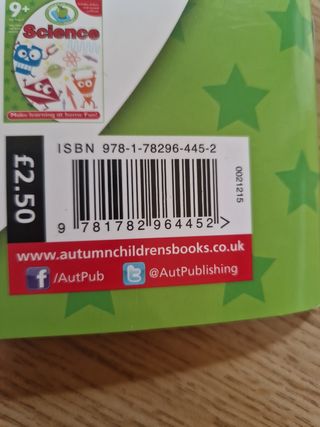 9+
Science
Make learning at home Fun!
ISBN 978-1-78296-445-2
£2.50
0021215
9 781782 964452 >
www.autumnchildrensbooks.co.uk
f /AutPub
@AutPublishing